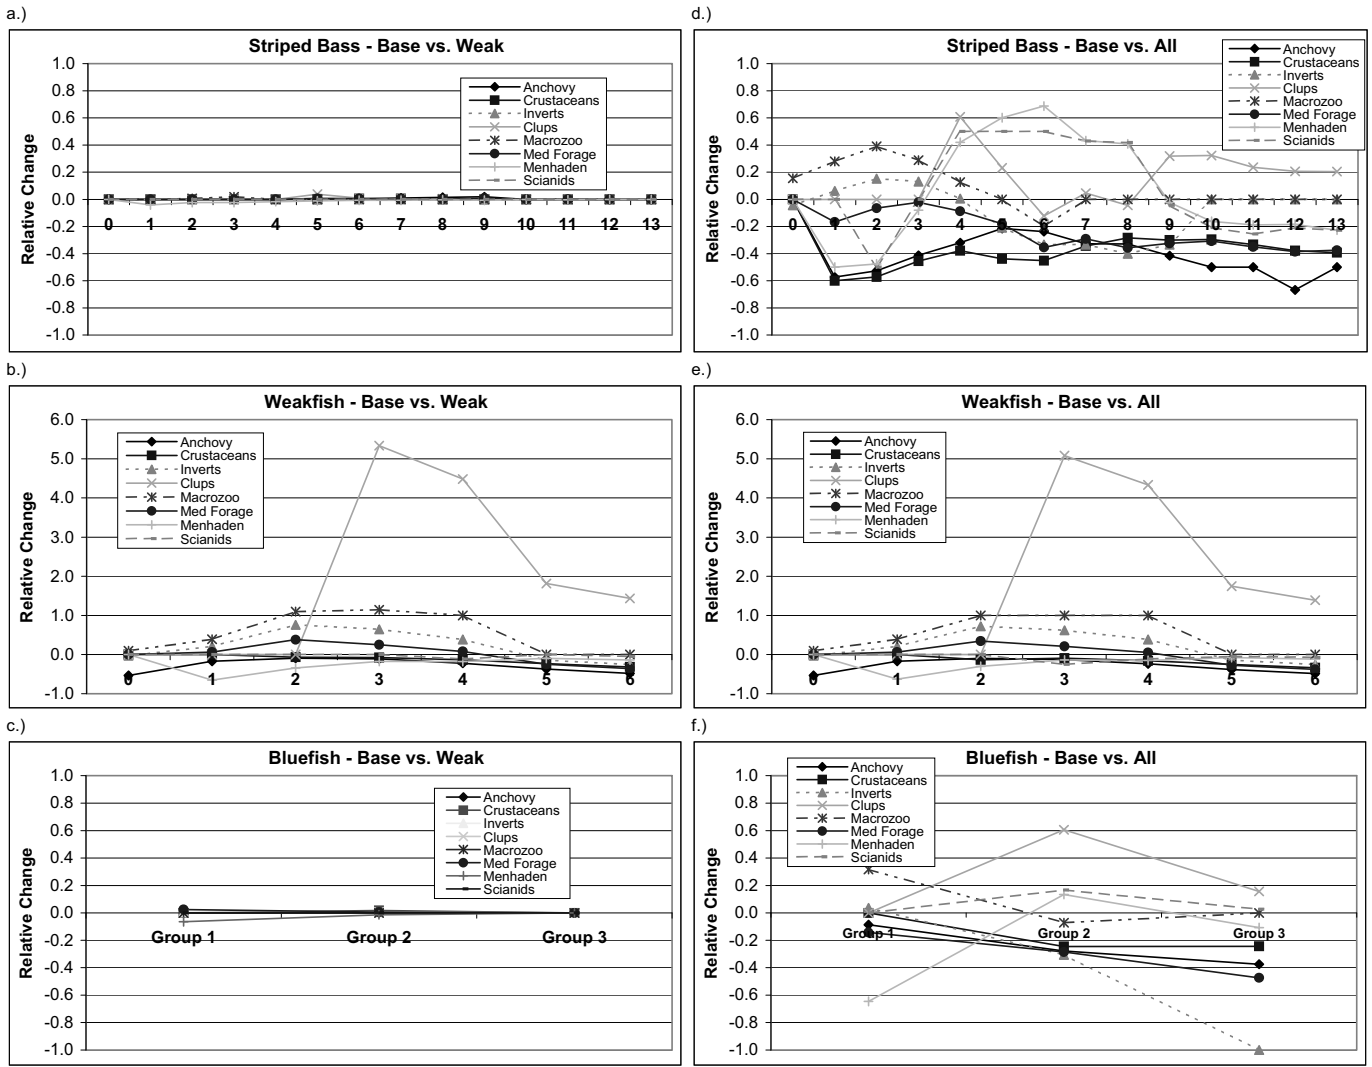 a.)
Striped Bass - Base vs. Weak
Relative Change
1.0
0.8
0.6
0.4
0.2
0.0
-0.2
-0.4
-0.6
-0.8
-1.0
0 1 2 3 4 5 6 7 8 9 10 11 12 13
Anchovy
Crustaceans
Inverts
Clups
Macrozoo
Med Forage
Menhaden
Scianids
d.)
Striped Bass - Base vs. All
Relative Change
1.0
0.8
0.6
0.4
0.2
0.0
-0.2
-0.4
-0.6
-0.8
-1.0
0 1 2 3 4 5 6 7 8 9 10 11 12 13
Anchovy
Crustaceans
Inverts
Clups
Macrozoo
Med Forage
Menhaden
Scianids
b.)
Weakfish - Base vs. Weak
Relative Change
6.0
5.0
4.0
3.0
2.0
1.0
0.0
-1.0
0 1 2 3 4 5 6
Anchovy
Crustaceans
Inverts
Clups
Macrozoo
Med Forage
Menhaden
Scianids
e.)
Weakfish - Base vs. All
Relative Change
6.0
5.0
4.0
3.0
2.0
1.0
0.0
-1.0
0 1 2 3 4 5 6
Anchovy
Crustaceans
Inverts
Clups
Macrozoo
Med Forage
Menhaden
Scianids
c.)
Bluefish - Base vs. Weak
Relative Change
1.0
0.8
0.6
0.4
0.2
0.0
-0.2
-0.4
-0.6
-0.8
-1.0
Group 1 Group 2 Group 3
Anchovy
Crustaceans
Inverts
Clups
Macrozoo
Med Forage
Menhaden
Scianids
f.)
Bluefish - Base vs. All
Relative Change
1.0
0.8
0.6
0.4
0.2
0.0
-0.2
-0.4
-0.6
-0.8
-1.0
Group 1 Group 2 Group 3
Anchovy
Crustaceans
Inverts
Clups
Macrozoo
Med Forage
Menhaden
Scianids